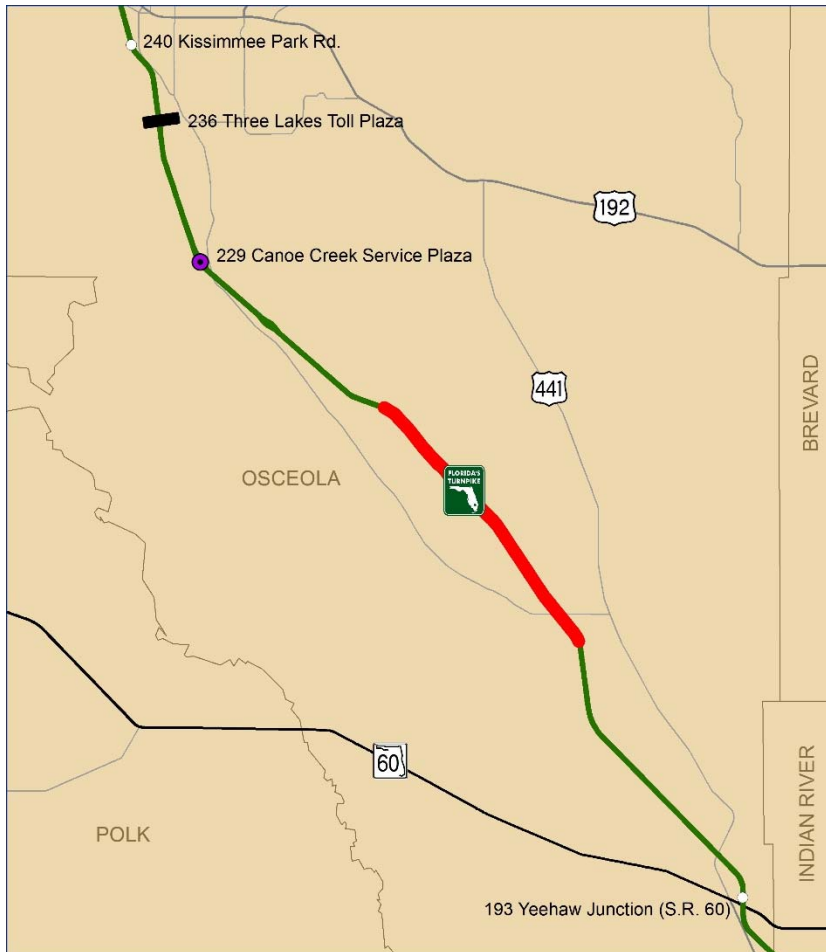 240 Kissimmee Park Rd.
236 Three Lakes Toll Plaza
192
229 Canoe Creek Service Plaza
441
BREVARD
OSCEOLA
FLORIDA'S
TURNPIKE
60
INDIAN RIVER
POLK
193 Yeehaw Junction (S.R. 60)